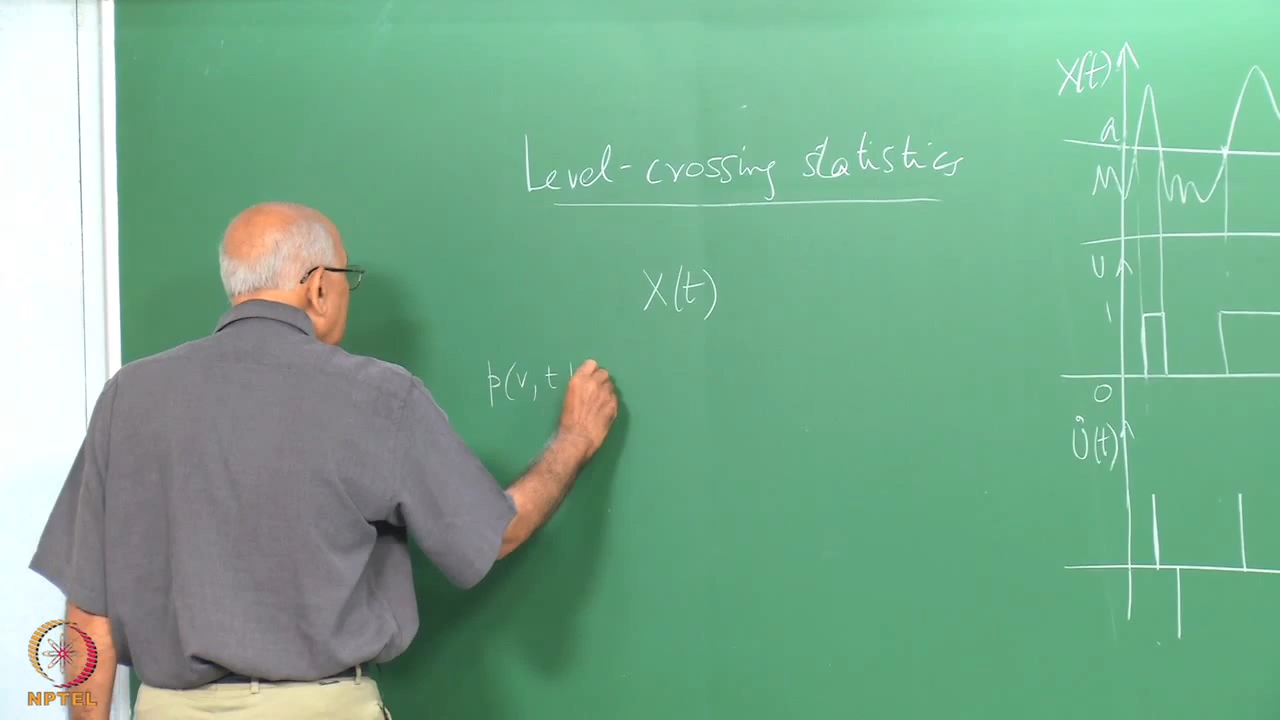 Level-crossing statistics
X(t)
p(v, t |
X(t)
a
U
1
0
U̇(t)
NPTEL